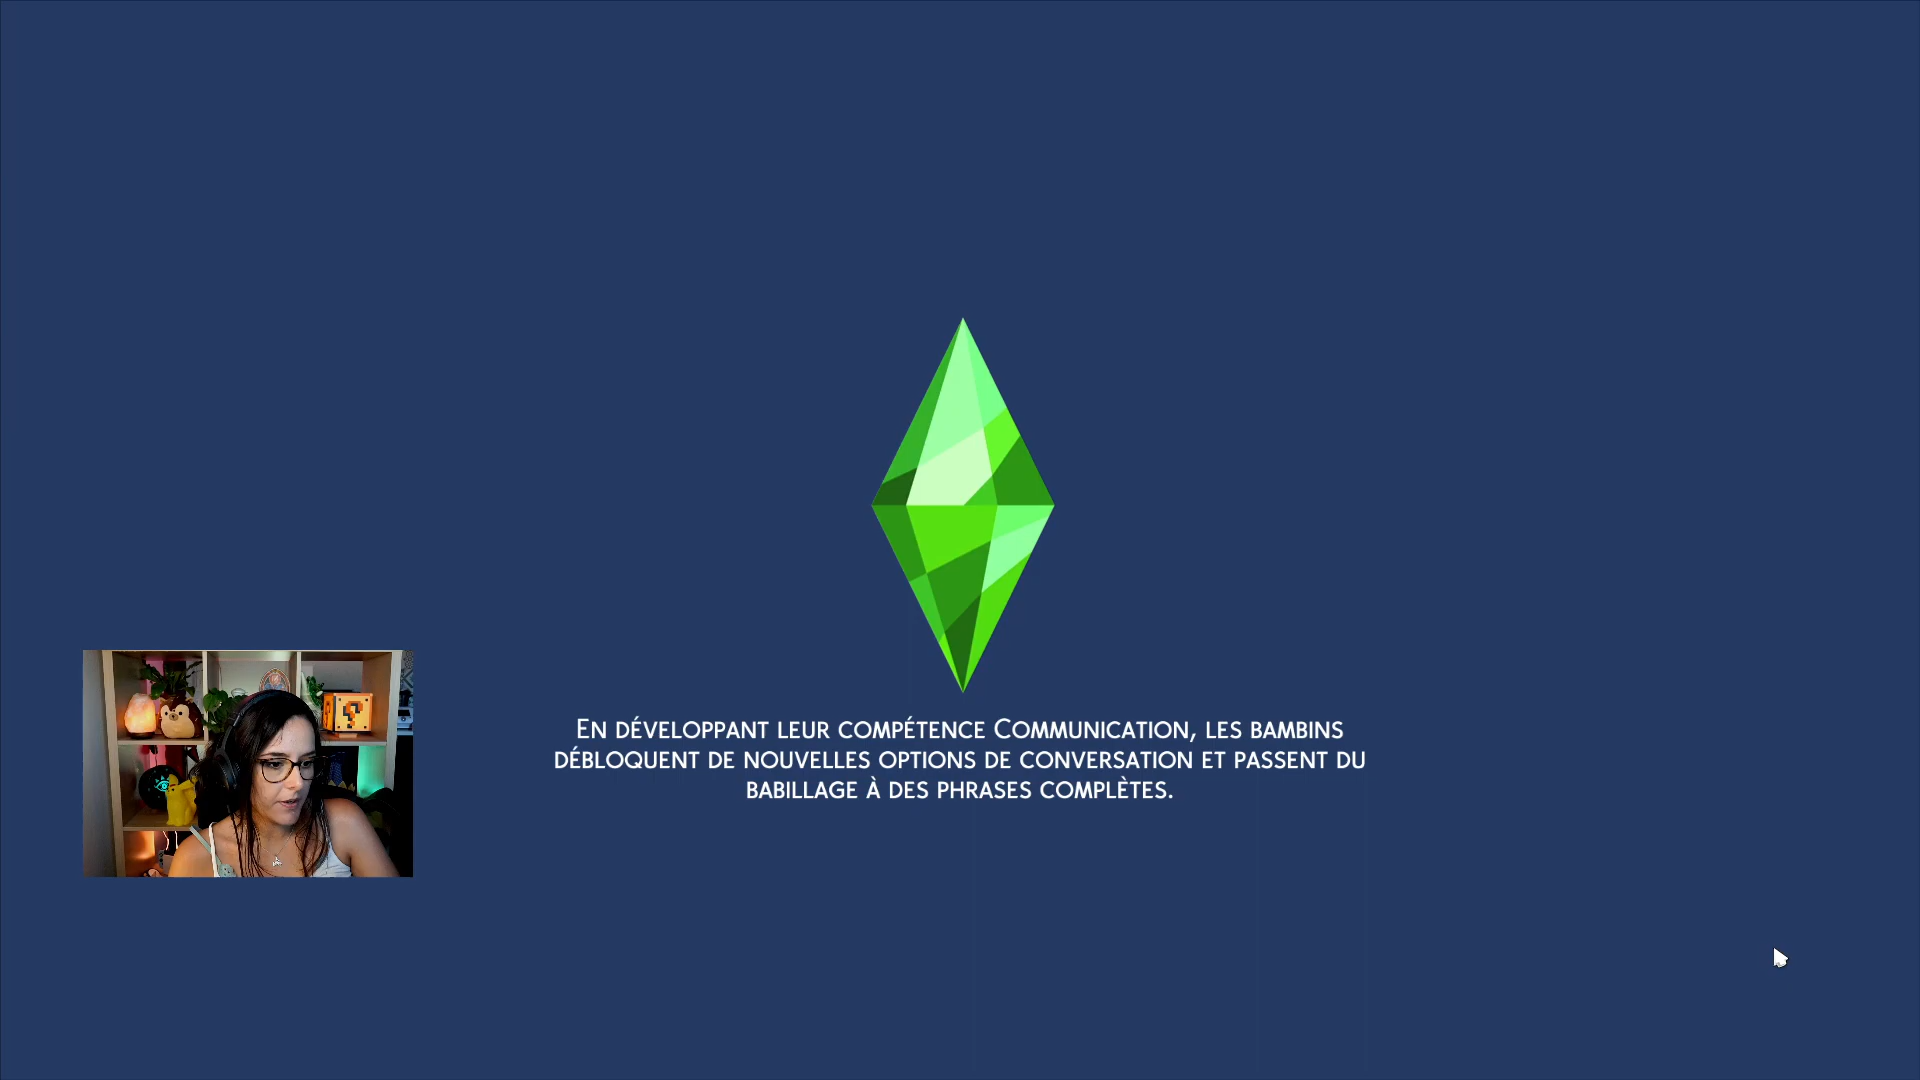 En développant leur compétence Communication, les bambins
débloquent de nouvelles options de conversation et passent du
babillage à des phrases complètes.